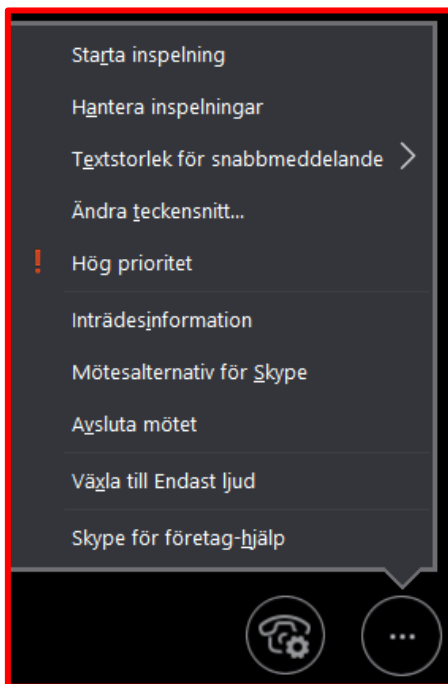 Starta inspelning
Hantera inspelningar
Textstorlek för snabbmeddelande
Ändra teckensnitt...
Hög prioritet
Inträdesinformation
Mötesalternativ för Skype
Avsluta mötet
Växla till Endast ljud
Skype för företag-hjälp